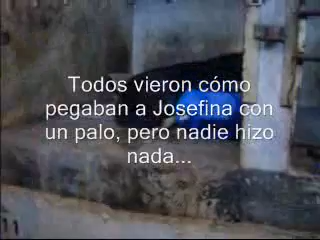 Todos vieron cómo
pegaban a Josefina con
un palo, pero nadie hizo
nada...